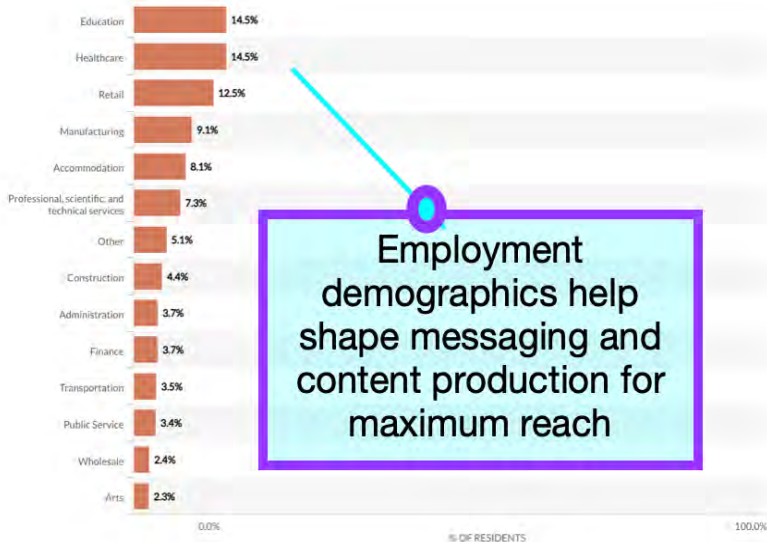 Education 14.5%
Healthcare 14.5%
Retail 12.5%
Manufacturing 9.1%
Accommodation 8.1%
Professional, scientific, and
technical services 7.3%
Other 5.1%
Construction 4.4%
Administration 3.7%
Finance 3.7%
Transportation 3.5%
Public Service 3.4%
Wholesale 2.4%
Arts 2.3%
Employment
demographics help
shape messaging and
content production for
maximum reach
0.0% 100.0%
% OF RESIDENTS